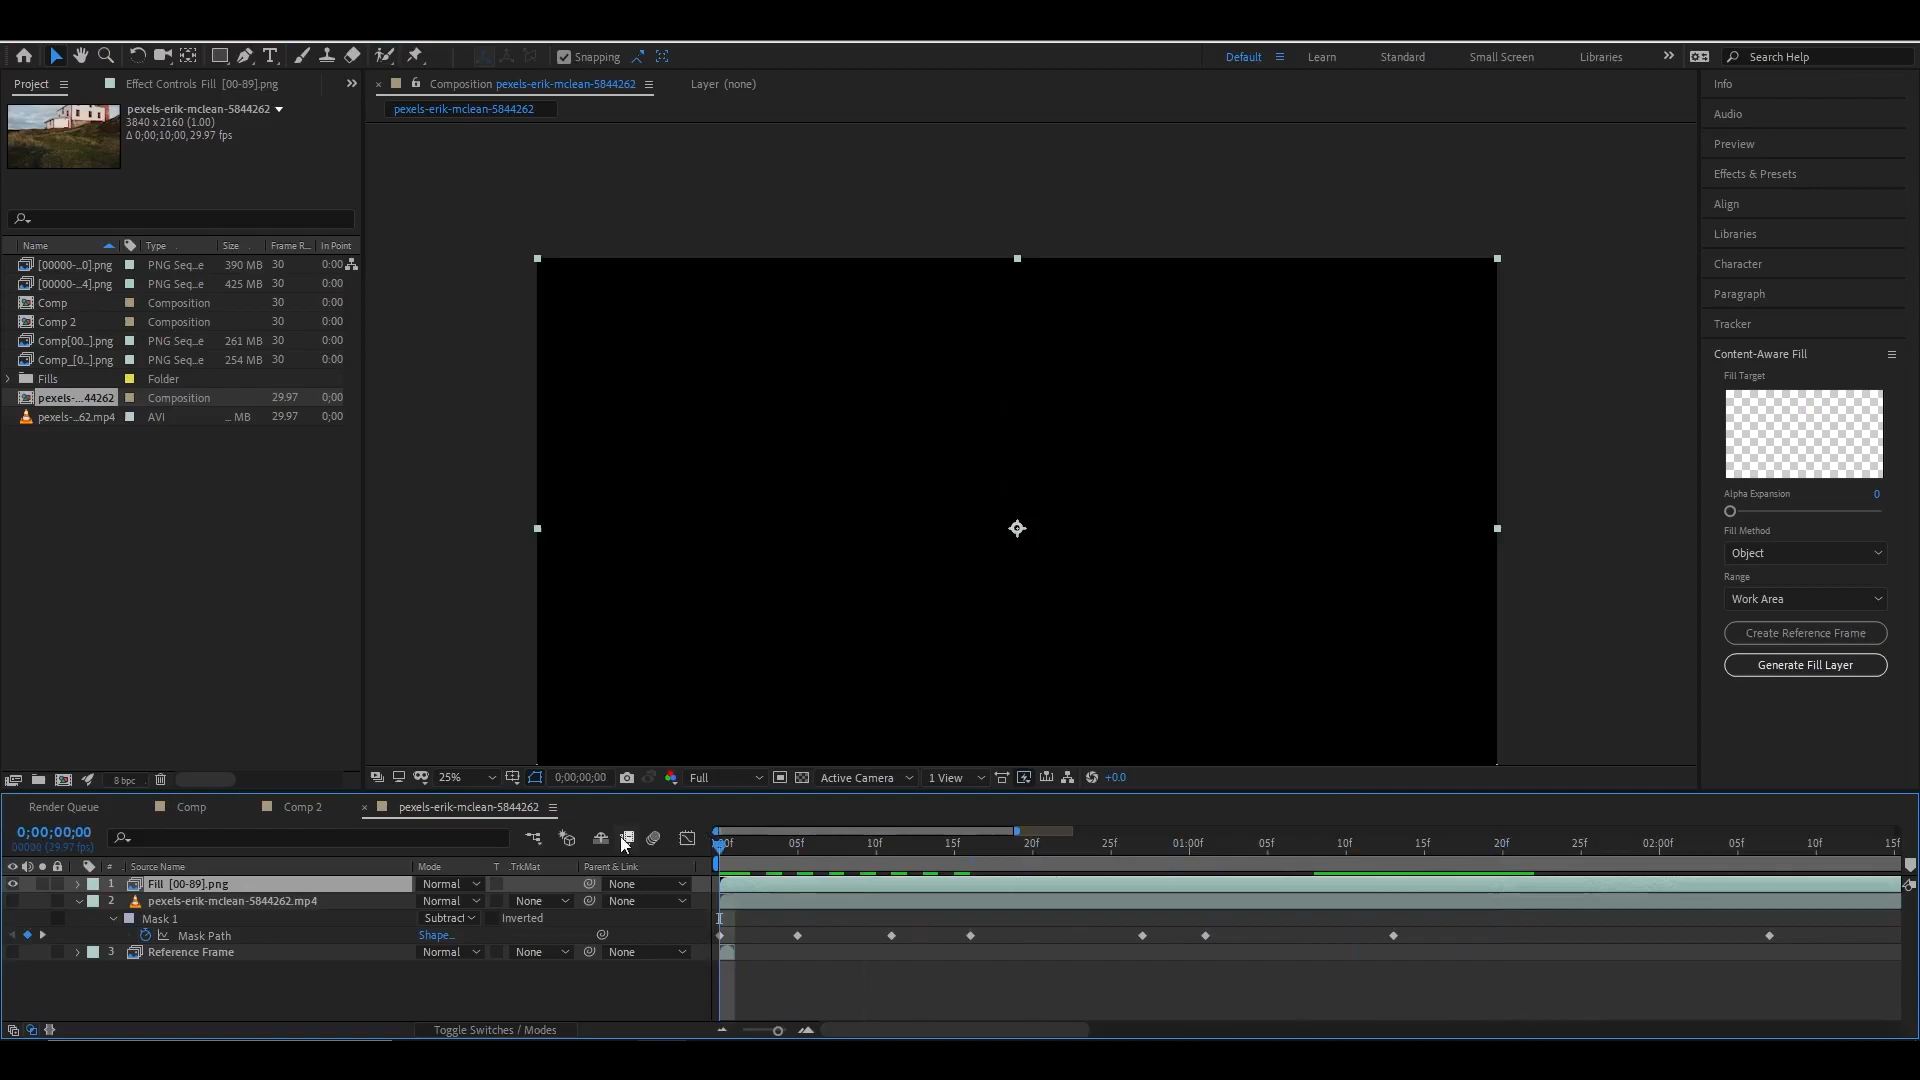 Snapping
Default
Learn
Standard
Small Screen
Libraries
Search Help
Project
Effect Controls Fill [00-89].png
Composition pexels-erik-mclean-5844262
Layer (none)
Info
pexels-erik-mclean-5844262
3840 x 2160 (1.00)
Δ 0;00;10;00, 29.97 fps
pexels-erik-mclean-5844262
Audio
Preview
Effects & Presets
Align
Libraries
Character
Paragraph
Tracker
Name Type Size Frame R... In Point
[00000-...0].png PNG Seq...e 390 MB 30 0:00
[00000-...4].png PNG Seq...e 425 MB 30 0:00
Comp Composition 30 0:00
Comp 2 Composition 30 0:00
Comp[00...].png PNG Seq...e 261 MB 30 0:00
Comp_[0...].png PNG Seq...e 254 MB 30 0:00
Fills Folder
pexels-...44262 Composition 29.97 0;00
pexels-...62.mp4 AVI ... MB 29.97 0;00
Content-Aware Fill
Fill Target
Alpha Expansion 0
Fill Method
Object
Range
Work Area
Create Reference Frame
Generate Fill Layer
8 bpc
25%
0;00;00;00
Full
Active Camera
1 View
+0.0
Render Queue
Comp
Comp 2
pexels-erik-mclean-5844262
0;00;00;00
00000 (29.97 fps)
:00f 05f 10f 15f 20f 25f 01:00f 05f 10f 15f 20f 25f 02:00f 05f 10f 15f
# Source Name Mode T .TrkMat Parent & Link
1 Fill [00-89].png Normal None
2 pexels-erik-mclean-5844262.mp4 Normal None None
Mask 1 Subtract Inverted
Mask Path Shape...
3 Reference Frame Normal None None
Toggle Switches / Modes